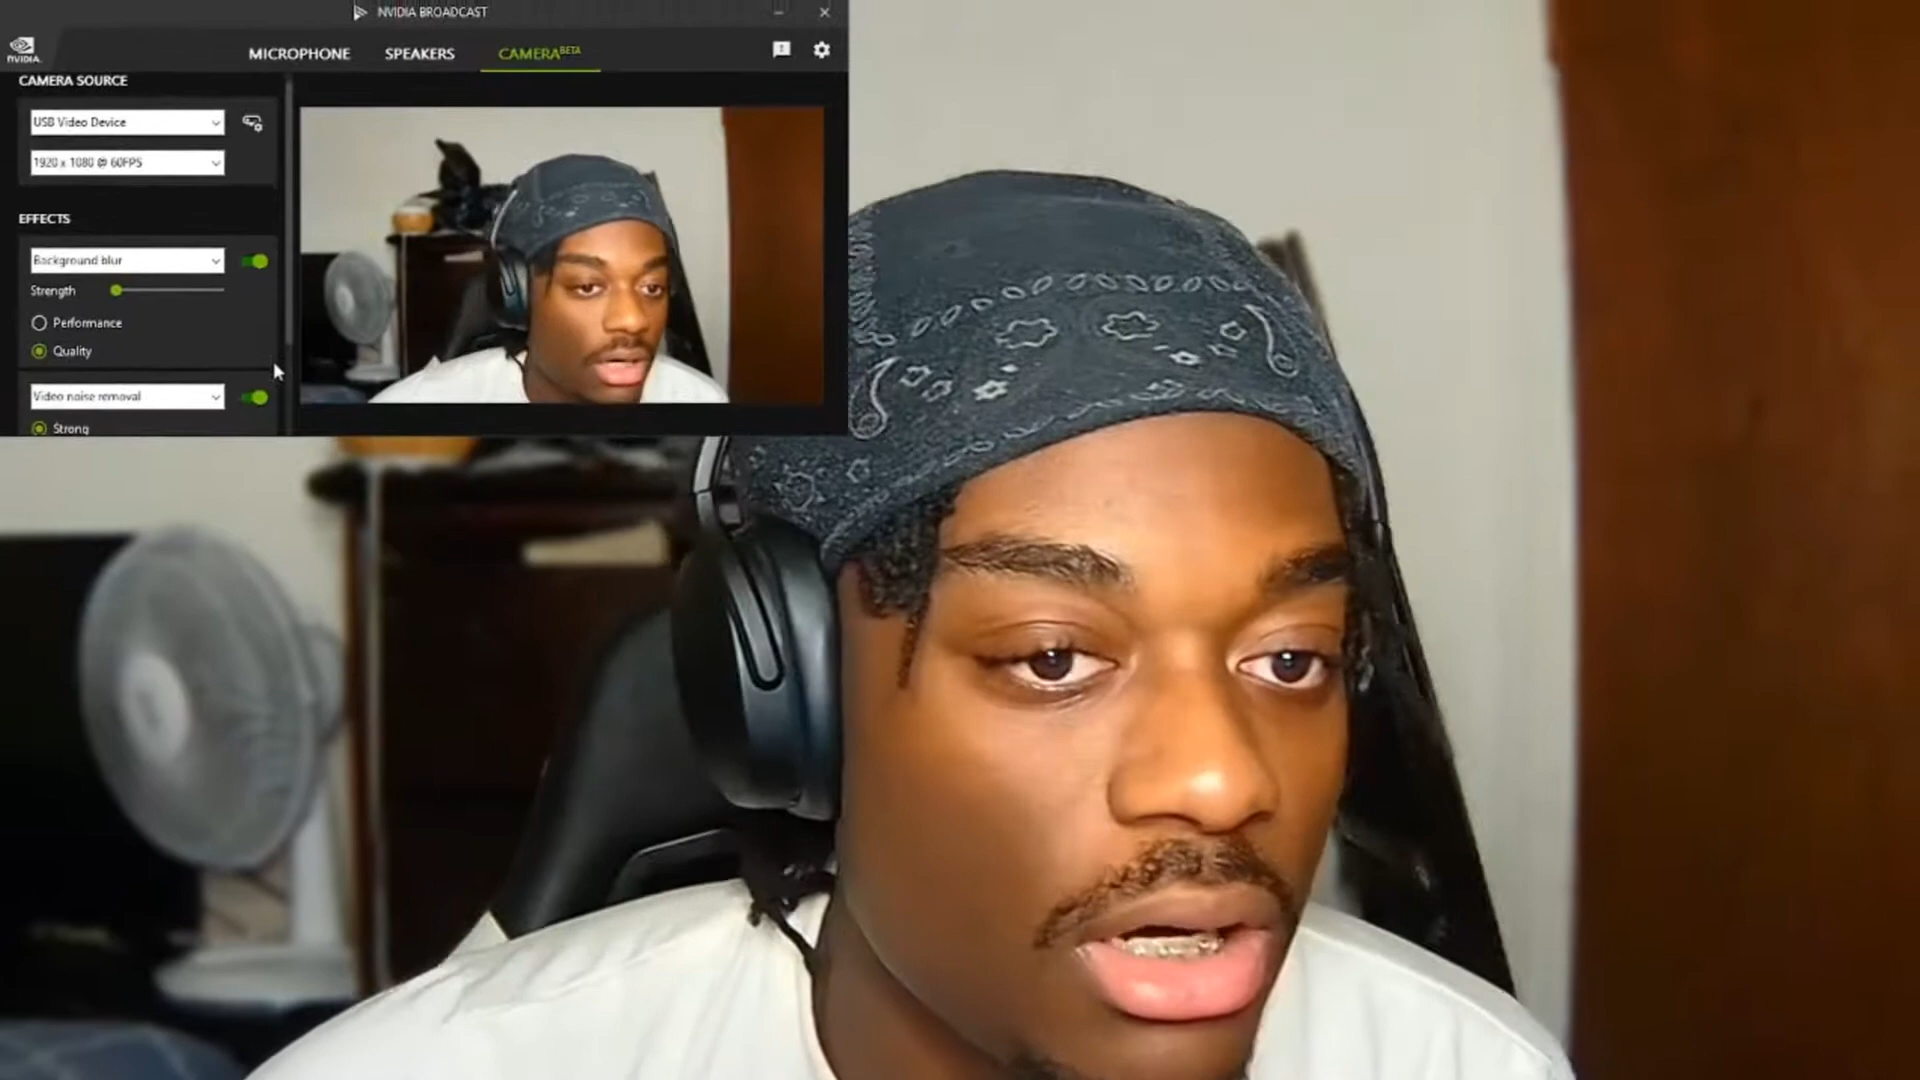 NVIDIA BROADCAST
NVIDIA.
MICROPHONE
SPEAKERS
CAMERA BETA
CAMERA SOURCE
USB Video Device
1920 x 1080 @ 60FPS
EFFECTS
Background blur
Strength
Performance
Quality
Video noise removal
Strong